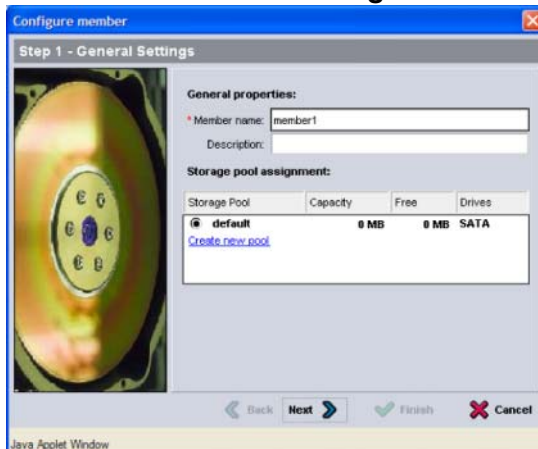 Configure member
Step 1 - General Settings
General properties:
* Member name: member1
Description:
Storage pool assignment:
Storage Pool Capacity Free Drives
default 0 MB 0 MB SATA
Create new pool
Back Next Finish Cancel
Java Applet Window